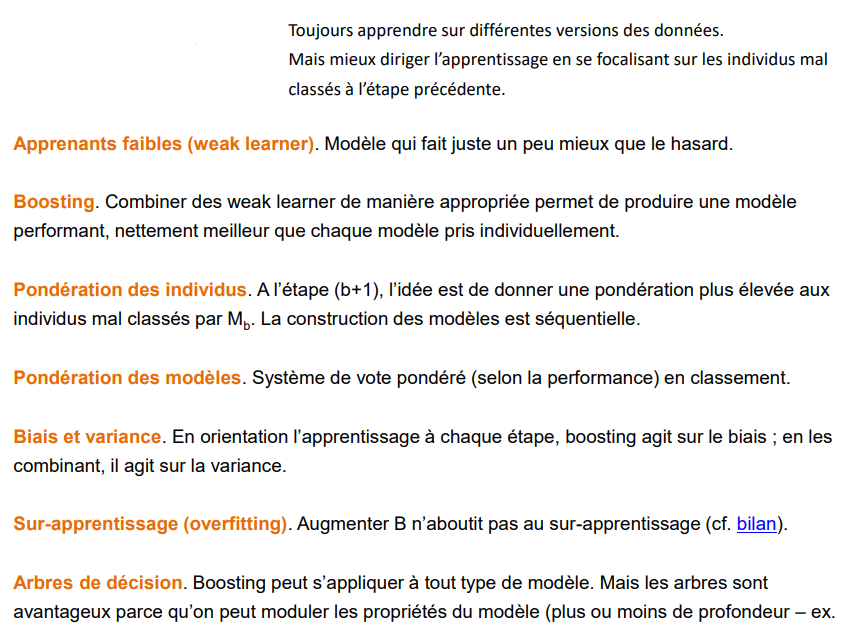 Toujours apprendre sur différentes versions des données.
Mais mieux diriger l’apprentissage en se focalisant sur les individus mal
classés à l’étape précédente.
Apprenants faibles (weak learner). Modèle qui fait juste un peu mieux que le hasard.
Boosting. Combiner des weak learner de manière appropriée permet de produire une modèle
performant, nettement meilleur que chaque modèle pris individuellement.
Pondération des individus. A l’étape (b+1), l’idée est de donner une pondération plus élevée aux
individus mal classés par Mb. La construction des modèles est séquentielle.
Pondération des modèles. Système de vote pondéré (selon la performance) en classement.
Biais et variance. En orientation l’apprentissage à chaque étape, boosting agit sur le biais ; en les
combinant, il agit sur la variance.
Sur-apprentissage (overfitting). Augmenter B n’aboutit pas au sur-apprentissage (cf. bilan).
Arbres de décision. Boosting peut s’appliquer à tout type de modèle. Mais les arbres sont
avantageux parce qu’on peut moduler les propriétés du modèle (plus ou moins de profondeur – ex.